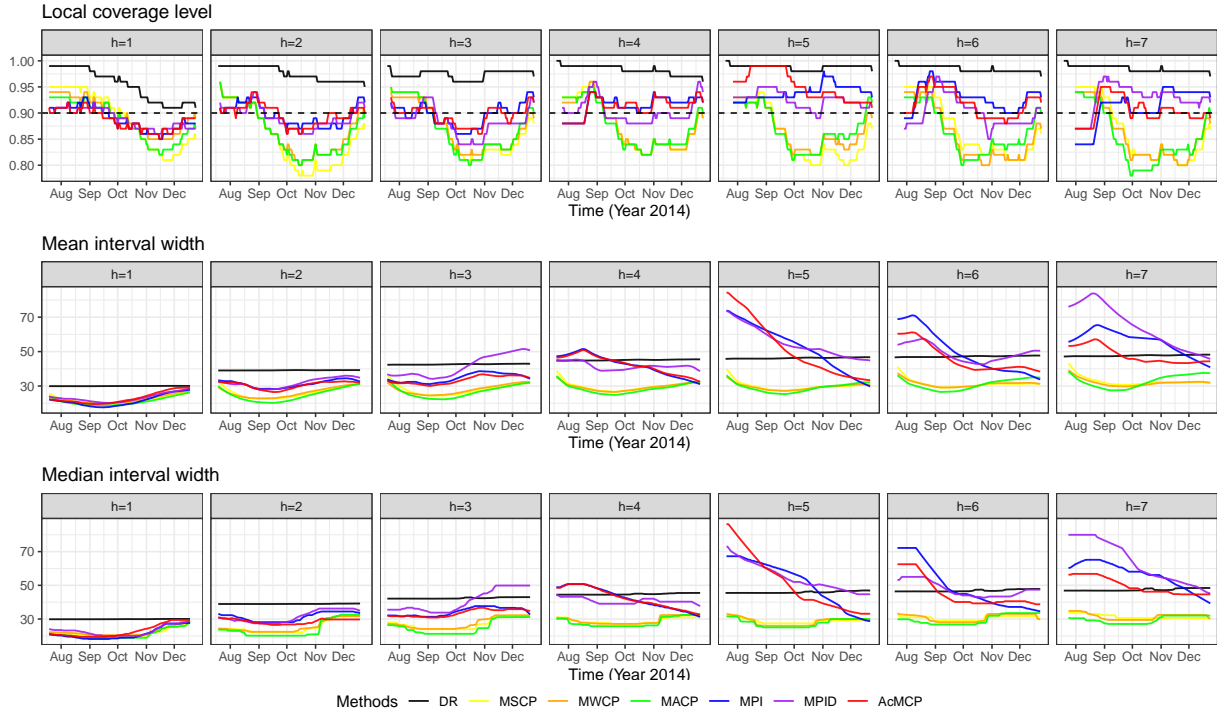 Local coverage level
h=1 h=2 h=3 h=4 h=5 h=6 h=7
1.00
0.95
0.90
0.85
0.80
Aug Sep Oct Nov Dec Aug Sep Oct Nov Dec Aug Sep Oct Nov Dec Aug Sep Oct Nov Dec Aug Sep Oct Nov Dec Aug Sep Oct Nov Dec Aug Sep Oct Nov Dec
Time (Year 2014)
Mean interval width
h=1 h=2 h=3 h=4 h=5 h=6 h=7
70
50
30
Aug Sep Oct Nov Dec Aug Sep Oct Nov Dec Aug Sep Oct Nov Dec Aug Sep Oct Nov Dec Aug Sep Oct Nov Dec Aug Sep Oct Nov Dec Aug Sep Oct Nov Dec
Time (Year 2014)
Median interval width
h=1 h=2 h=3 h=4 h=5 h=6 h=7
70
50
30
Aug Sep Oct Nov Dec Aug Sep Oct Nov Dec Aug Sep Oct Nov Dec Aug Sep Oct Nov Dec Aug Sep Oct Nov Dec Aug Sep Oct Nov Dec Aug Sep Oct Nov Dec
Time (Year 2014)
Methods DR MSCP MWCP MACP MPI MPID AcMCP